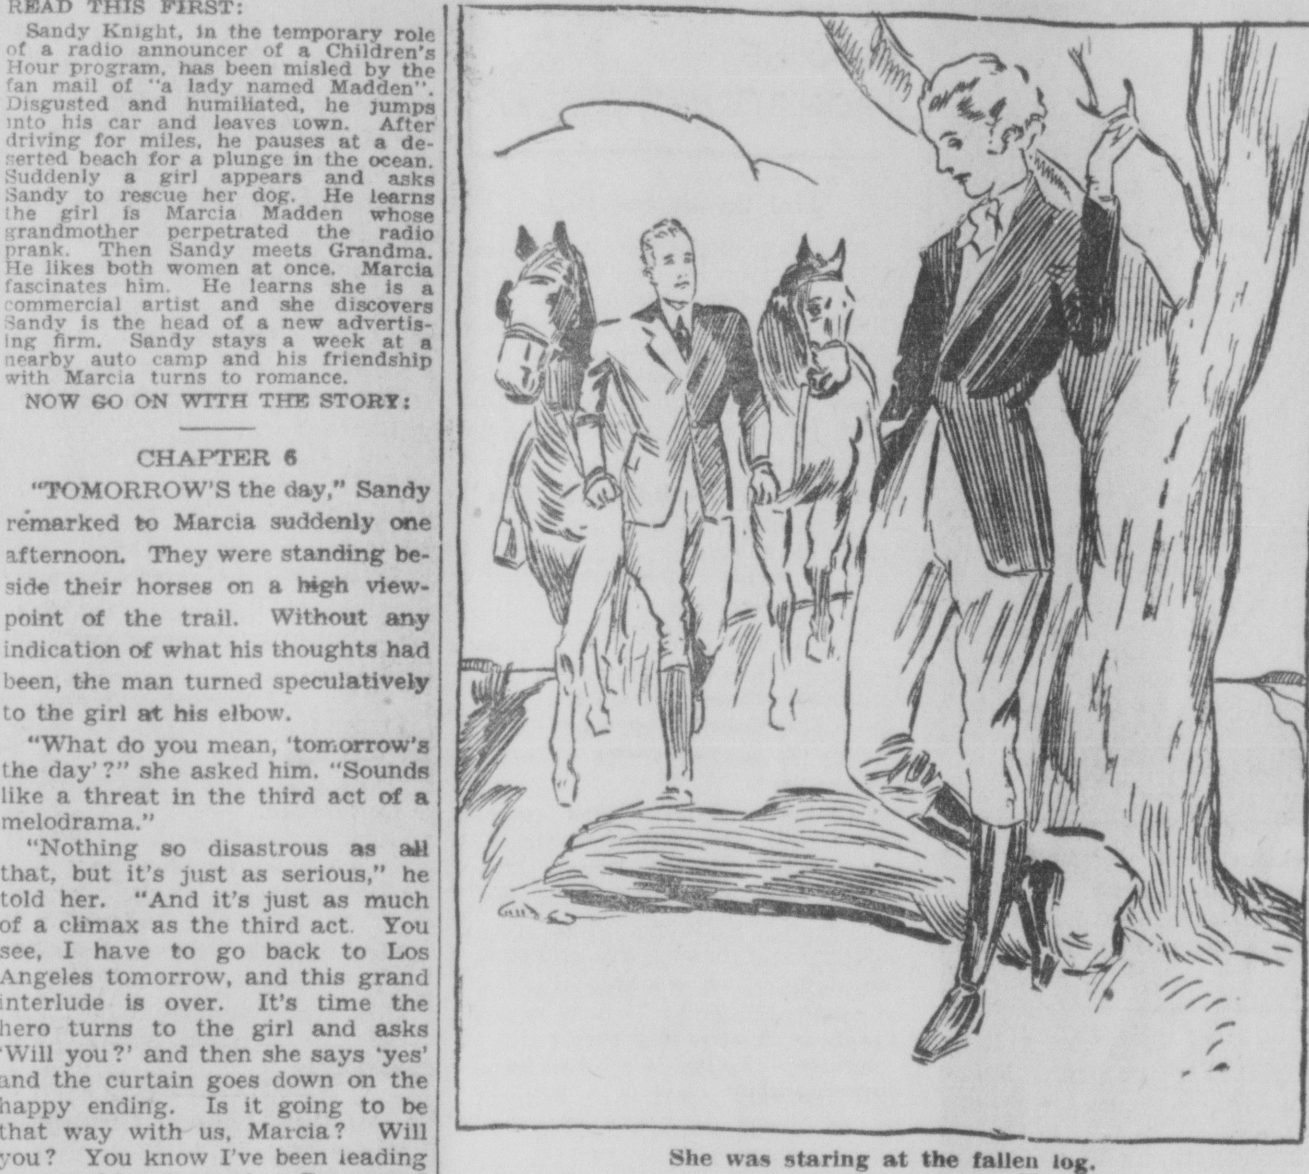 READ THIS FIRST:
Sandy Knight, in the temporary role
of a radio announcer of a Children's
Hour program, has been misled by the
fan mail of "a lady named Madden".
Disgusted and humiliated, he jumps
into his car and leaves town. After
driving for miles, he pauses at a de-
serted beach for a plunge in the ocean.
Suddenly a girl appears and asks
Sandy to rescue her dog. He learns
the girl is Marcia Madden whose
grandmother perpetrated the radio
prank. Then Sandy meets Grandma.
He likes both women at once. Marcia
fascinates him. He learns she is a
commercial artist and she discovers
Sandy is the head of a new advertis-
ing firm. Sandy stays a week at a
nearby auto camp and his friendship
with Marcia turns to romance.
NOW GO ON WITH THE STORY:
CHAPTER 6
"TOMORROW'S the day," Sandy
remarked to Marcia suddenly one
afternoon. They were standing be-
side their horses on a high view-
point of the trail. Without any
indication of what his thoughts had
been, the man turned speculatively
to the girl at his elbow.
"What do you mean, 'tomorrow's
the day'?" she asked him. "Sounds
like a threat in the third act of a
melodrama."
"Nothing so disastrous as all
that, but it's just as serious," he
told her. "And it's just as much
of a climax as the third act. You
see, I have to go back to Los
Angeles tomorrow, and this grand
interlude is over. It's time the
hero turns to the girl and asks
'Will you?' and then she says 'yes'
and the curtain goes down on the
happy ending. Is it going to be
that way with us, Marcia? Will
you? You know I've been leading
She was staring at the fallen log.